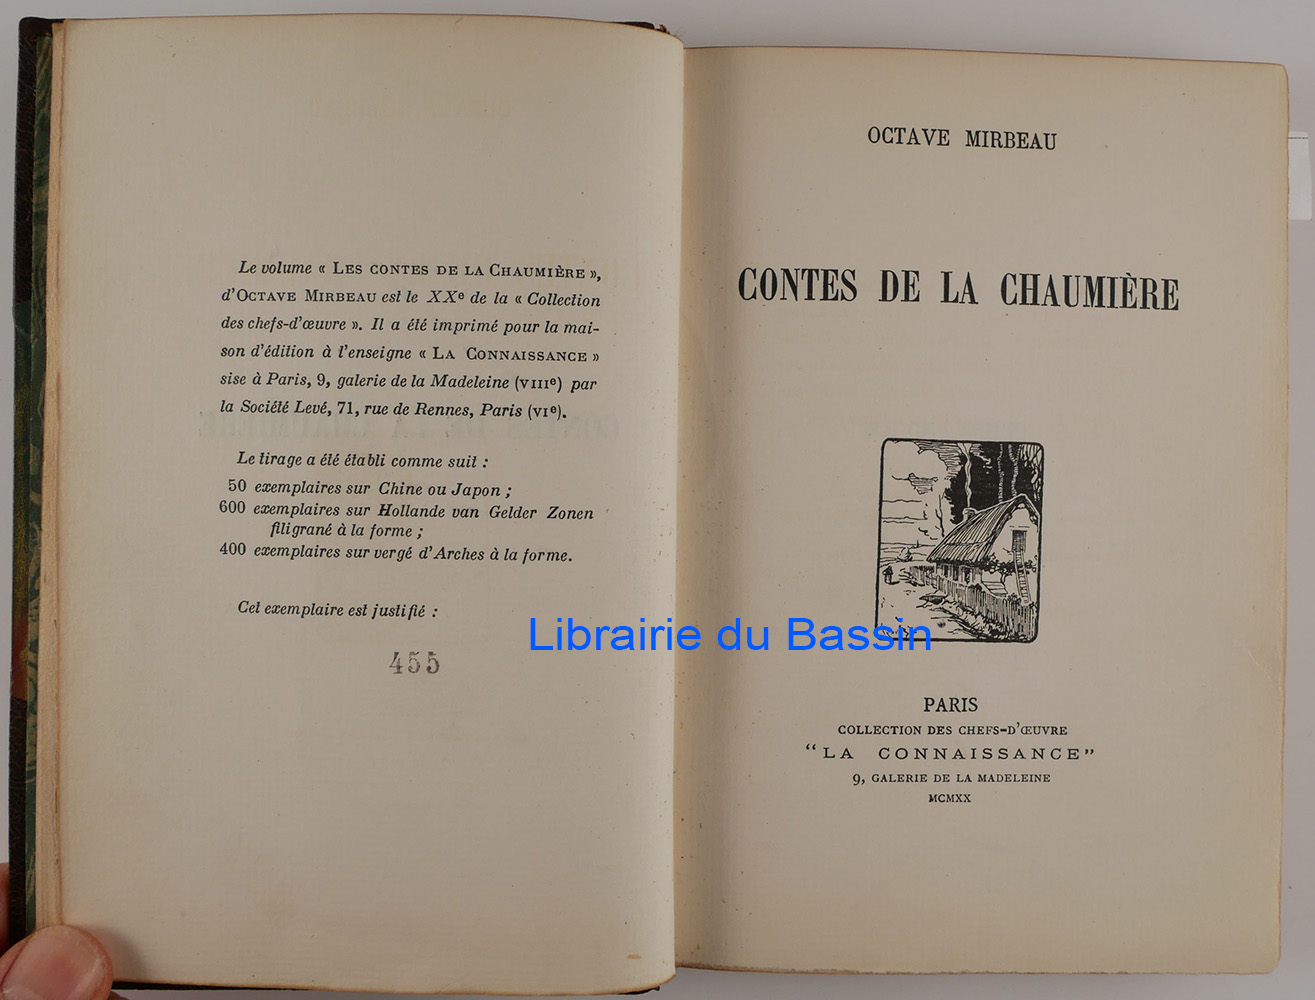 Le volume « LES CONTES DE LA CHAUMIÈRE »,
d'OCTAVE MIRBEAU est le XXe de la « Collection
des chefs-d'œuvre ». Il a été imprimé pour la mai-
son d'édition à l'enseigne « LA CONNAISSANCE »
sise à Paris, 9, galerie de la Madeleine (VIIIe) par
la Société Levé, 71, rue de Rennes, Paris (VIe).
Le tirage a été établi comme suit :
50 exemplaires sur Chine ou Japon ;
600 exemplaires sur Hollande van Gelder Zonen
filigrané à la forme ;
400 exemplaires sur vergé d'Arches à la forme.
Cet exemplaire est justifié :
455
Librairie du Bassin
OCTAVE MIRBEAU
CONTES DE LA CHAUMIÈRE
PARIS
COLLECTION DES CHEFS-D'ŒUVRE
“LA CONNAISSANCE”
9, GALERIE DE LA MADELEINE
MCMXX